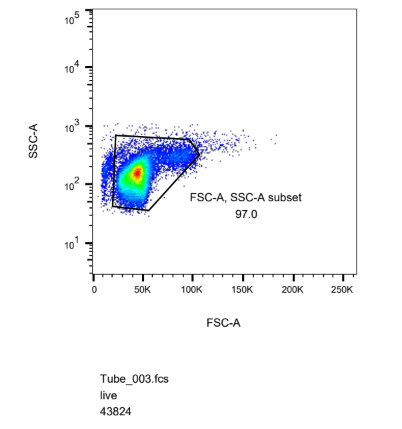 10^5
10^4
10^3
SSC-A
10^2
FSC-A, SSC-A subset
97.0
10^1
0 50K 100K 150K 200K 250K
FSC-A
Tube_003.fcs
live
43824